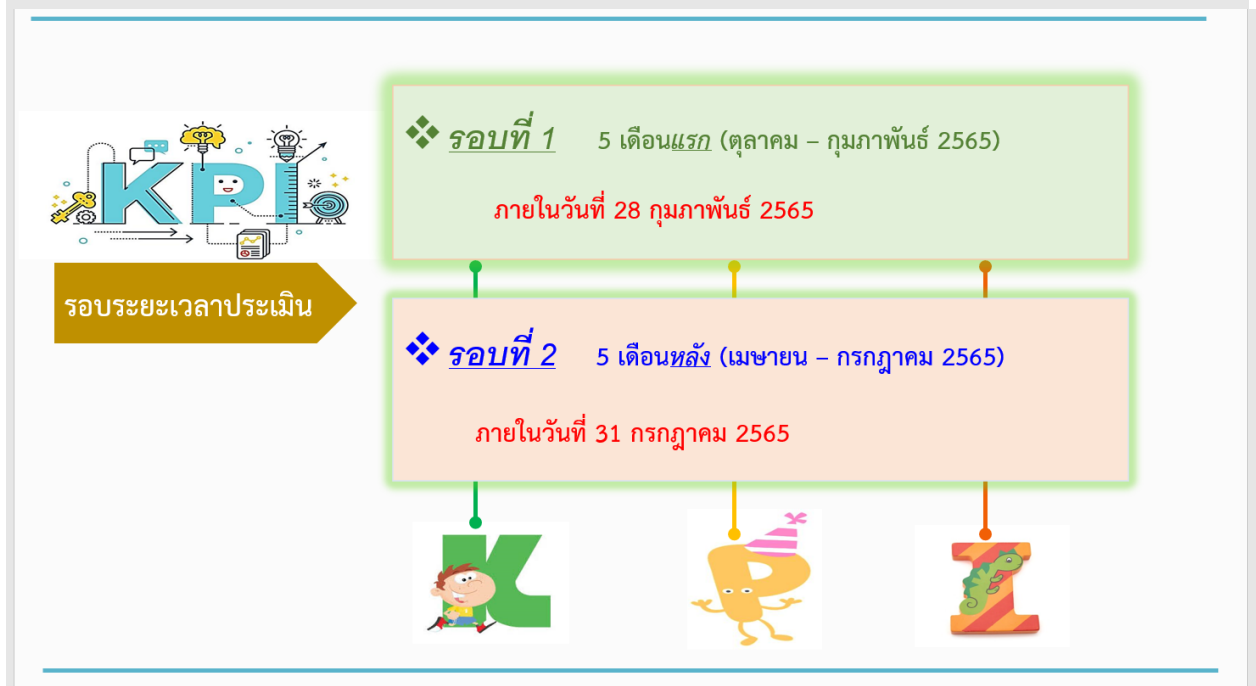 KPI
❖ รอบที่ 1 5 เดือนแรก (ตุลาคม – กุมภาพันธ์ 2565)
ภายในวันที่ 28 กุมภาพันธ์ 2565
รอบระยะเวลาประเมิน
❖ รอบที่ 2 5 เดือนหลัง (เมษายน – กรกฎาคม 2565)
ภายในวันที่ 31 กรกฎาคม 2565
K P I